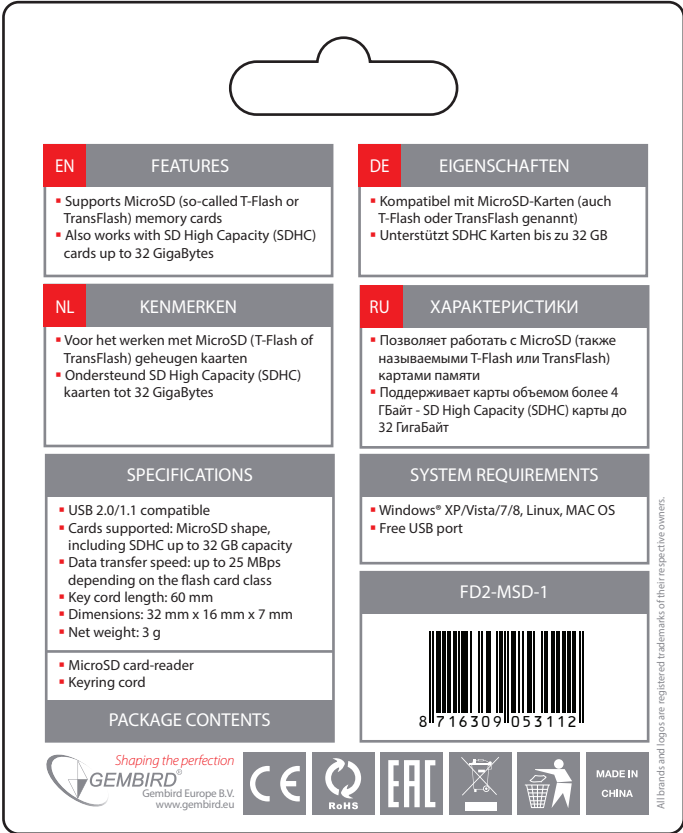 EN FEATURES
Supports MicroSD (so-called T-Flash or
TransFlash) memory cards
Also works with SD High Capacity (SDHC)
cards up to 32 GigaBytes
DE EIGENSCHAFTEN
Kompatibel mit MicroSD-Karten (auch
T-Flash oder TransFlash genannt)
Unterstützt SDHC Karten bis zu 32 GB
NL KENMERKEN
Voor het werken met MicroSD (T-Flash of
TransFlash) geheugen kaarten
Ondersteund SD High Capacity (SDHC)
kaarten tot 32 GigaBytes
RU ХАРАКТЕРИСТИКИ
Позволяет работать с MicroSD (также
называемыми T-Flash или TransFlash)
картами памяти
Поддерживает карты объемом более 4
ГБайт - SD High Capacity (SDHC) карты до
32 ГигаБайт
SPECIFICATIONS
USB 2.0/1.1 compatible
Cards supported: MicroSD shape,
including SDHC up to 32 GB capacity
Data transfer speed: up to 25 MBps
depending on the flash card class
Key cord length: 60 mm
Dimensions: 32 mm x 16 mm x 7 mm
Net weight: 3 g
MicroSD card-reader
Keyring cord
PACKAGE CONTENTS
SYSTEM REQUIREMENTS
Windows® XP/Vista/7/8, Linux, MAC OS
Free USB port
FD2-MSD-1
8 716309 053112
All brands and logos are registered trademarks of their respective owners.
Shaping the perfection
GEMBIRD®
Gembird Europe B.V.
www.gembird.eu
CE
RoHS
EAC
MADE IN
CHINA